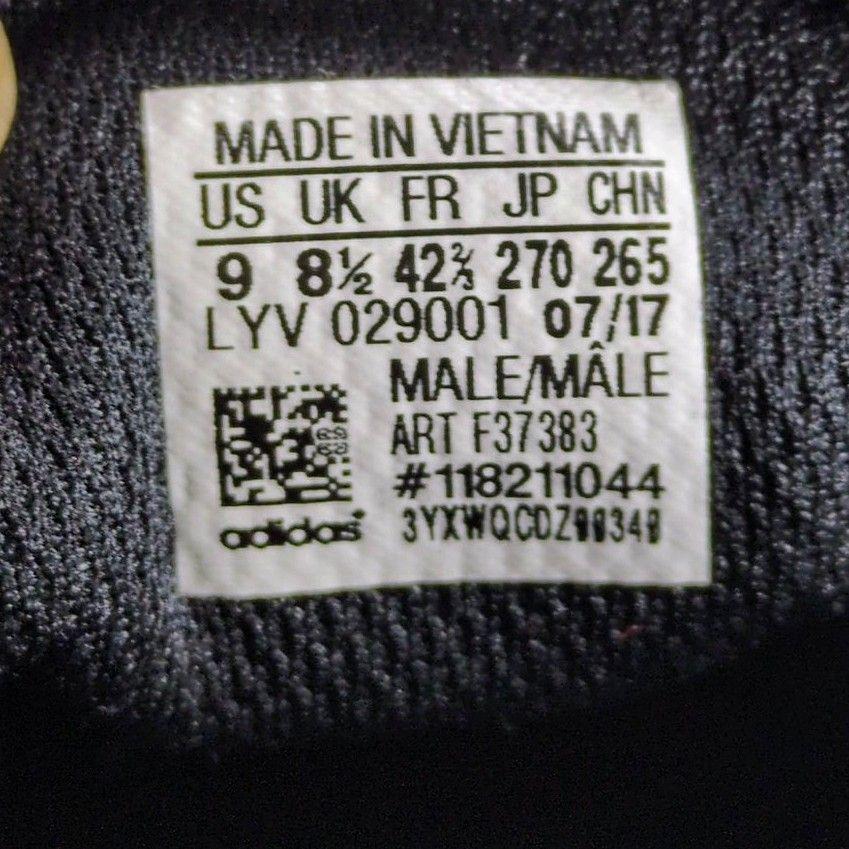 MADE IN VIETNAM
US UK FR JP CHN
9 8½ 42⅔ 270 265
LYV 029001 07/17
MALE/MÂLE
ART F37383
#118211044
adidas